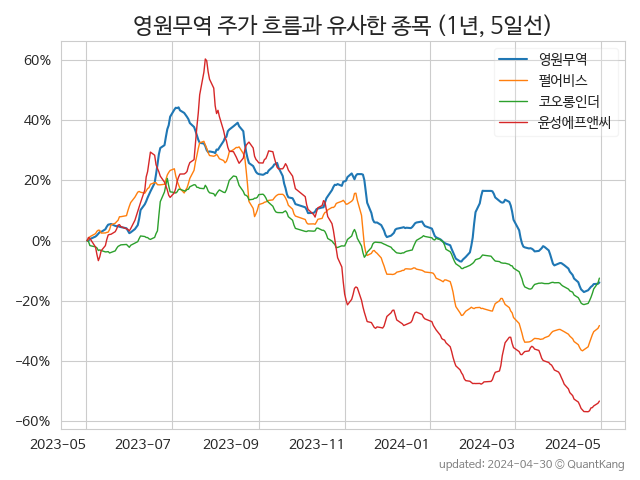 영원무역 주가 흐름과 유사한 종목 (1년, 5일선)
영원무역
펄어비스
코오롱인더
윤성에프앤씨
60%
40%
20%
0%
−20%
−40%
−60%
2023-05 2023-07 2023-09 2023-11 2024-01 2024-03 2024-05
updated: 2024-04-30 © QuantKang